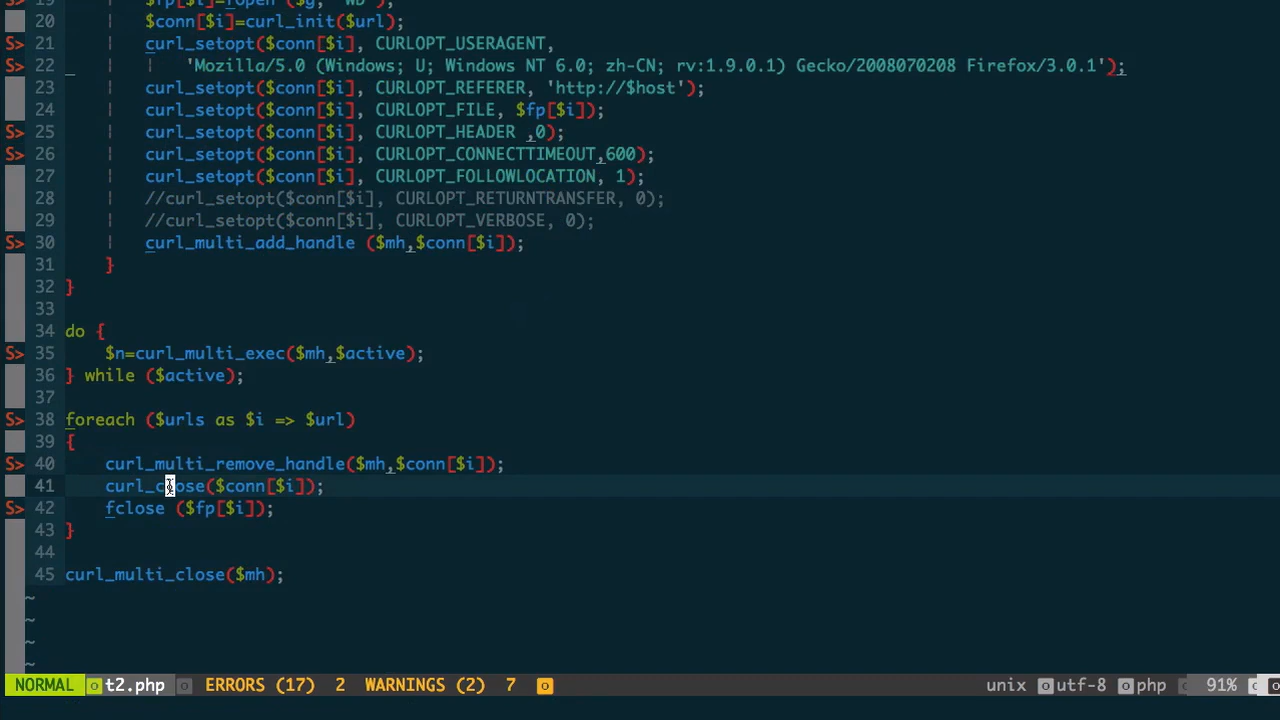 S> 19 $fp[$i]=fopen ($g, "wb");
20 $conn[$i]=curl_init($url);
S> 21 curl_setopt($conn[$i], CURLOPT_USERAGENT,
S> 22 'Mozilla/5.0 (Windows; U; Windows NT 6.0; zh-CN; rv:1.9.0.1) Gecko/2008070208 Firefox/3.0.1');
23 curl_setopt($conn[$i], CURLOPT_REFERER, 'http://$host');
24 curl_setopt($conn[$i], CURLOPT_FILE, $fp[$i]);
S> 25 curl_setopt($conn[$i], CURLOPT_HEADER ,0);
S> 26 curl_setopt($conn[$i], CURLOPT_CONNECTTIMEOUT,600);
27 curl_setopt($conn[$i], CURLOPT_FOLLOWLOCATION, 1);
28 //curl_setopt($conn[$i], CURLOPT_RETURNTRANSFER, 0);
29 //curl_setopt($conn[$i], CURLOPT_VERBOSE, 0);
S> 30 curl_multi_add_handle ($mh,$conn[$i]);
31 }
32 }
33
34 do {
S> 35 $n=curl_multi_exec($mh,$active);
36 } while ($active);
37
S> 38 foreach ($urls as $i => $url)
39 {
S> 40 curl_multi_remove_handle($mh,$conn[$i]);
41 curl_close($conn[$i]);
S> 42 fclose ($fp[$i]);
43 }
44
45 curl_multi_close($mh);
~
~
~
~
NORMAL t2.php ERRORS (17) 2 WARNINGS (2) 7 unix utf-8 php 91%